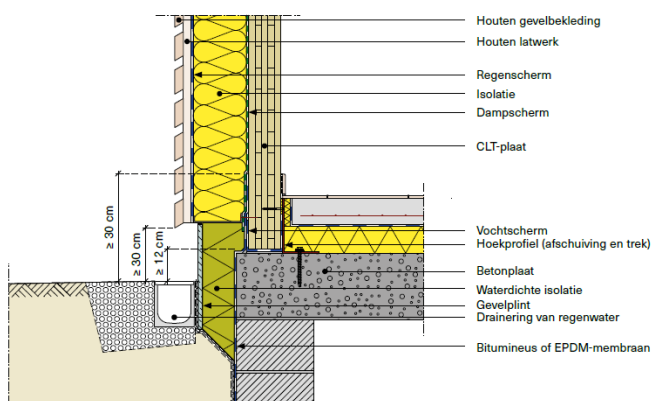 Houten gevelbekleding
Houten latwerk
Regenscherm
Isolatie
Dampscherm
CLT-plaat
≥ 30 cm
≥ 30 cm
≥ 12 cm
Vochtscherm
Hoekprofiel (afschuiving en trek)
Betonplaat
Waterdichte isolatie
Gevelplint
Drainering van regenwater
Bitumineus of EPDM-membraan